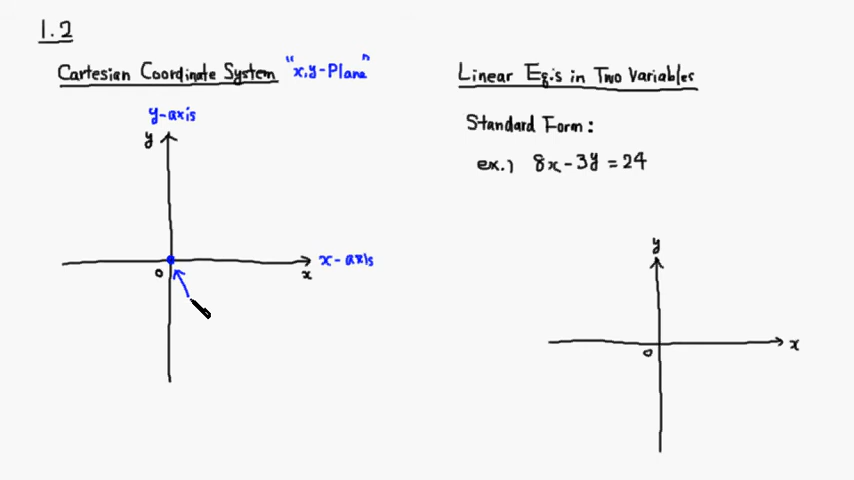 1.2
Cartesian Coordinate System "x,y-Plane"
y-axis
y
x-axis
0
x
Linear Eq.'s in Two Variables
Standard Form:
ex.) 8x-3y=24
y
x
0